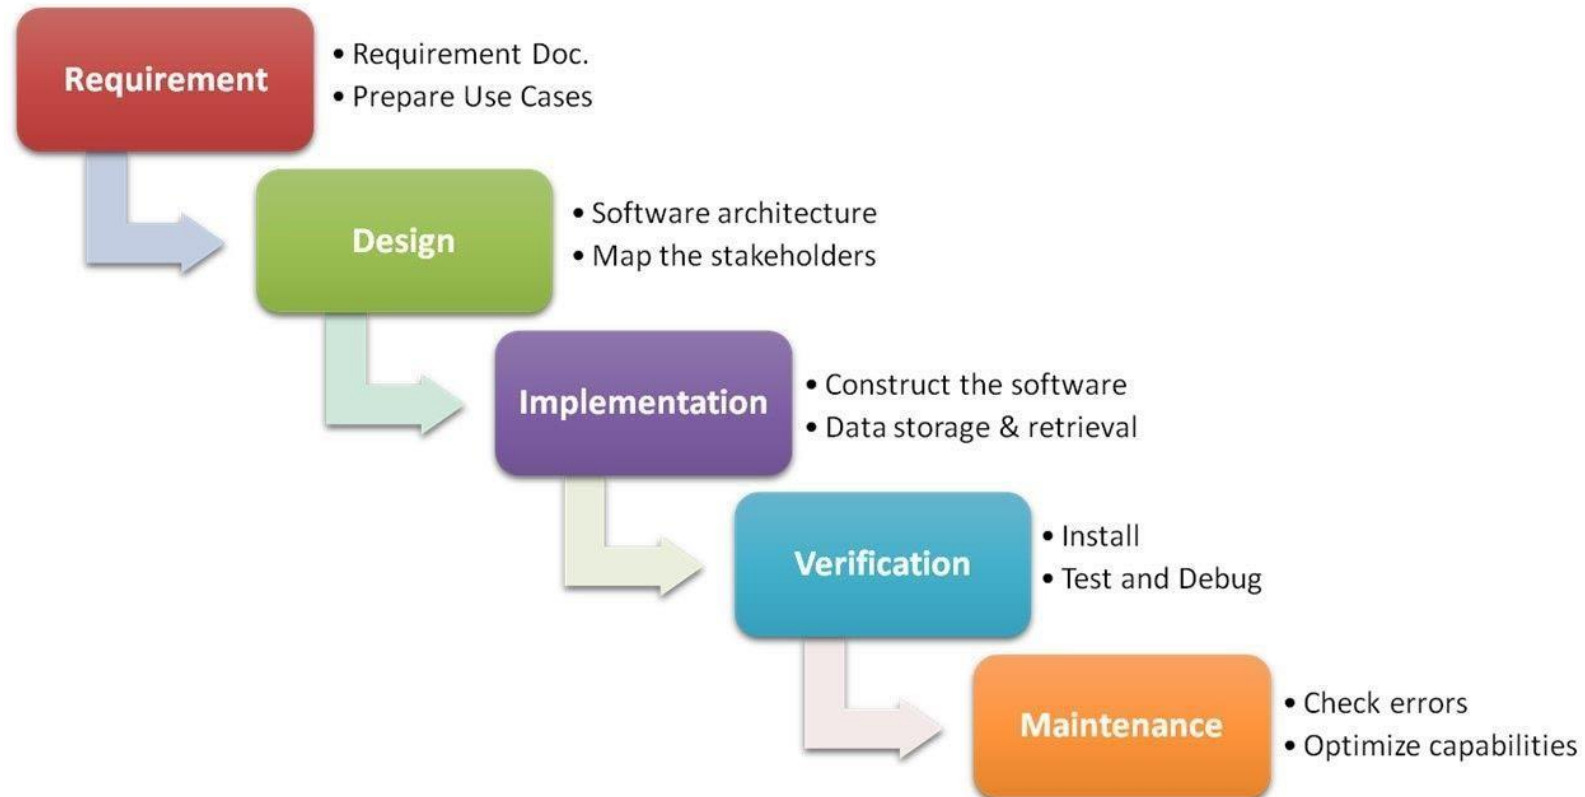 Requirement
• Requirement Doc.
• Prepare Use Cases
Design
• Software architecture
• Map the stakeholders
Implementation
• Construct the software
• Data storage & retrieval
Verification
• Install
• Test and Debug
Maintenance
• Check errors
• Optimize capabilities